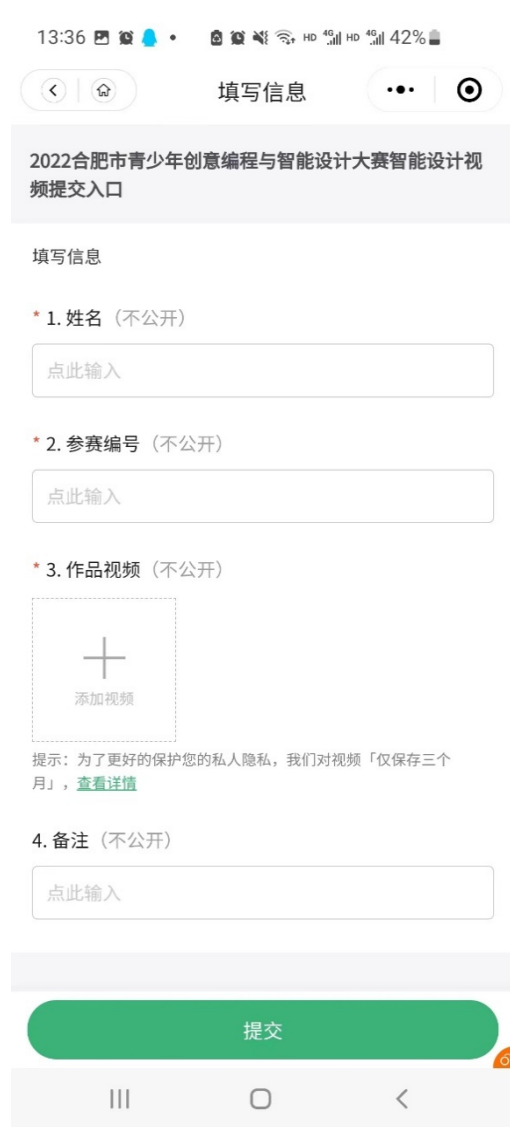 13:36 HD 4G HD 4G 42%
填写信息
2022合肥市青少年创意编程与智能设计大赛智能设计视
频提交入口
填写信息
* 1. 姓名（不公开）
点此输入
* 2. 参赛编号（不公开）
点此输入
* 3. 作品视频（不公开）
添加视频
提示：为了更好的保护您的私人隐私，我们对视频「仅保存三个
月」，查看详情
4. 备注（不公开）
点此输入
提交